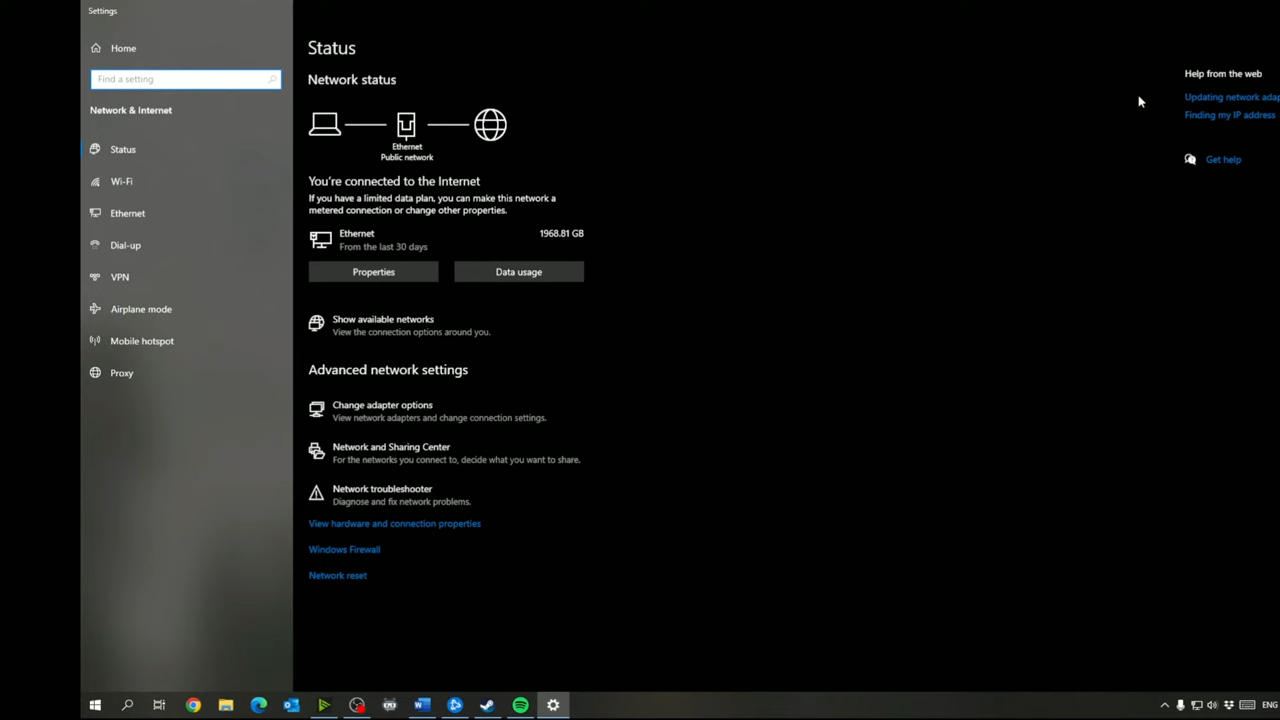 Settings
Home
Find a setting
Network & Internet
Status
Wi-Fi
Ethernet
Dial-up
VPN
Airplane mode
Mobile hotspot
Proxy
Status
Network status
Ethernet
Public network
You're connected to the Internet
If you have a limited data plan, you can make this network a
metered connection or change other properties.
Ethernet
1968.81 GB
From the last 30 days
Properties
Data usage
Show available networks
View the connection options around you.
Advanced network settings
Change adapter options
View network adapters and change connection settings.
Network and Sharing Center
For the networks you connect to, decide what you want to share.
Network troubleshooter
Diagnose and fix network problems.
View hardware and connection properties
Windows Firewall
Network reset
Help from the web
Updating network adap
Finding my IP address
Get help
ENG